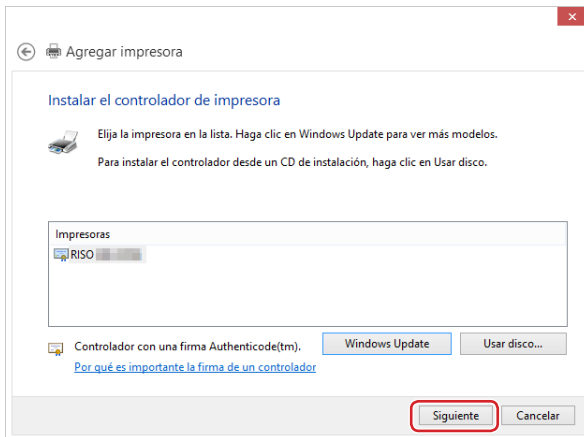 Agregar impresora
Instalar el controlador de impresora
Elija la impresora en la lista. Haga clic en Windows Update para ver más modelos.
Para instalar el controlador desde un CD de instalación, haga clic en Usar disco.
Impresoras
RISO
Controlador con una firma Authenticode(tm).
Windows Update
Usar disco...
Por qué es importante la firma de un controlador
Siguiente
Cancelar